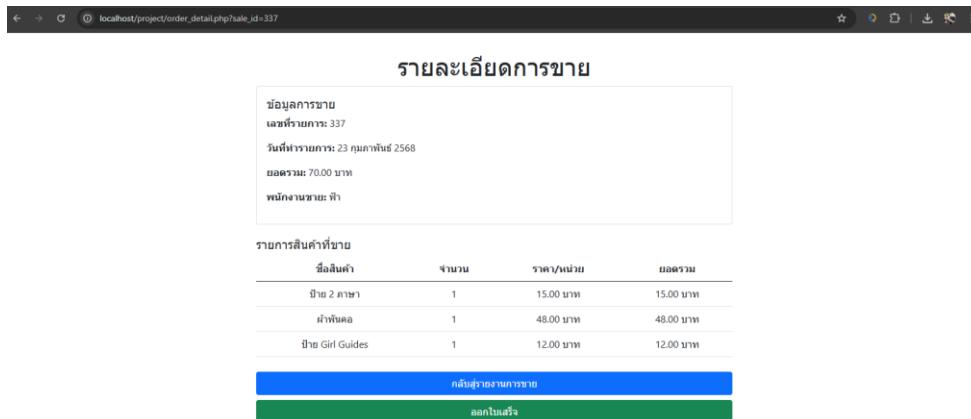 localhost/project/order_detail.php?sale_id=337
รายละเอียดการขาย
ข้อมูลการขาย
เลขที่รายการ: 337
วันที่ทำรายการ: 23 กุมภาพันธ์ 2568
ยอดรวม: 70.00 บาท
พนักงานขาย: ฟ้า
รายการสินค้าที่ขาย
ชื่อสินค้า จำนวน ราคา/หน่วย ยอดรวม
ป้าย 2 ภาษา 1 15.00 บาท 15.00 บาท
ผ้าพันคอ 1 48.00 บาท 48.00 บาท
ป้าย Girl Guides 1 12.00 บาท 12.00 บาท
กลับสู่รายงานการขาย
ออกใบเสร็จ